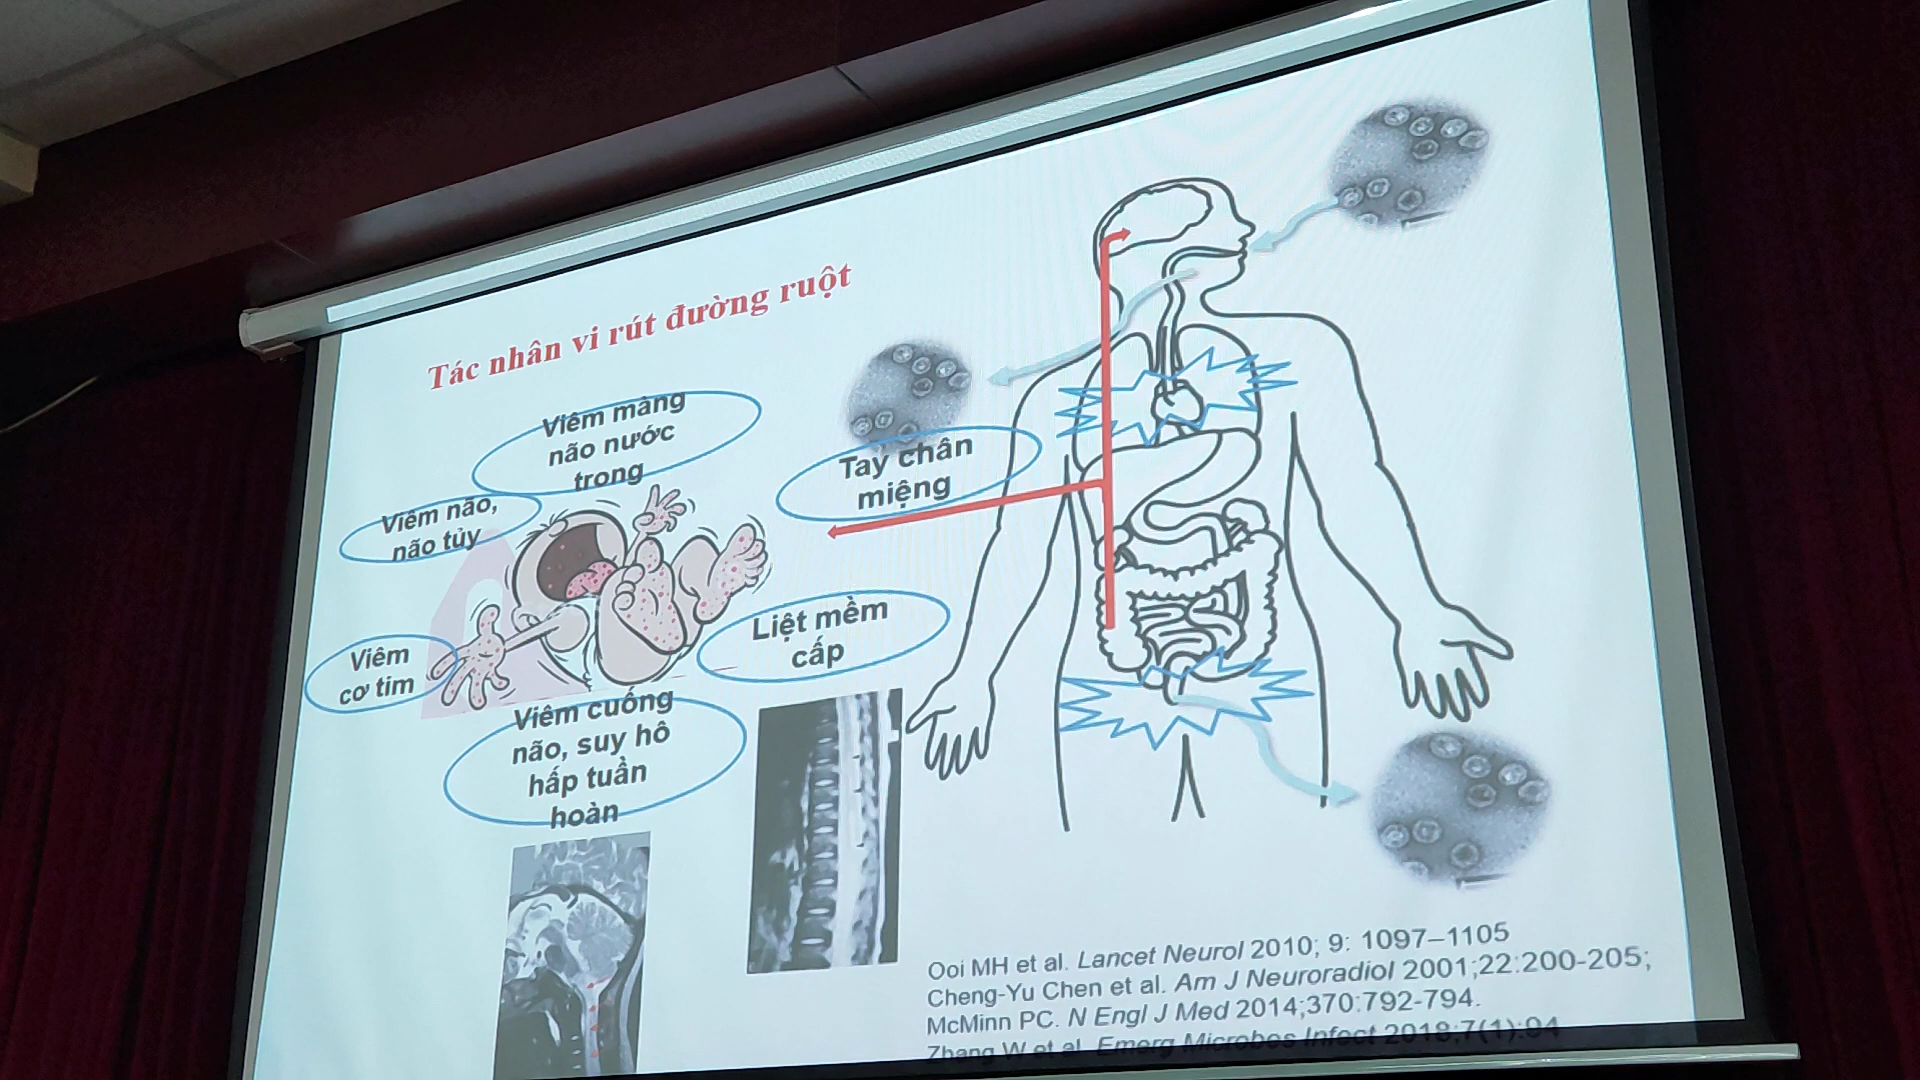 Tác nhân vi rút đường ruột
Viêm màng
não nước
trong
Viêm não,
não tủy
Tay chân
miệng
Viêm
cơ tim
Liệt mềm
cấp
Viêm cuống
não, suy hô
hấp tuần
hoàn
Ooi MH et al. Lancet Neurol 2010; 9: 1097–1105
Cheng-Yu Chen et al. Am J Neuroradiol 2001;22:200-205;
McMinn PC. N Engl J Med 2014;370:792-794.
Zhang W et al. Emerg Microbes Infect 2018;7(1):94